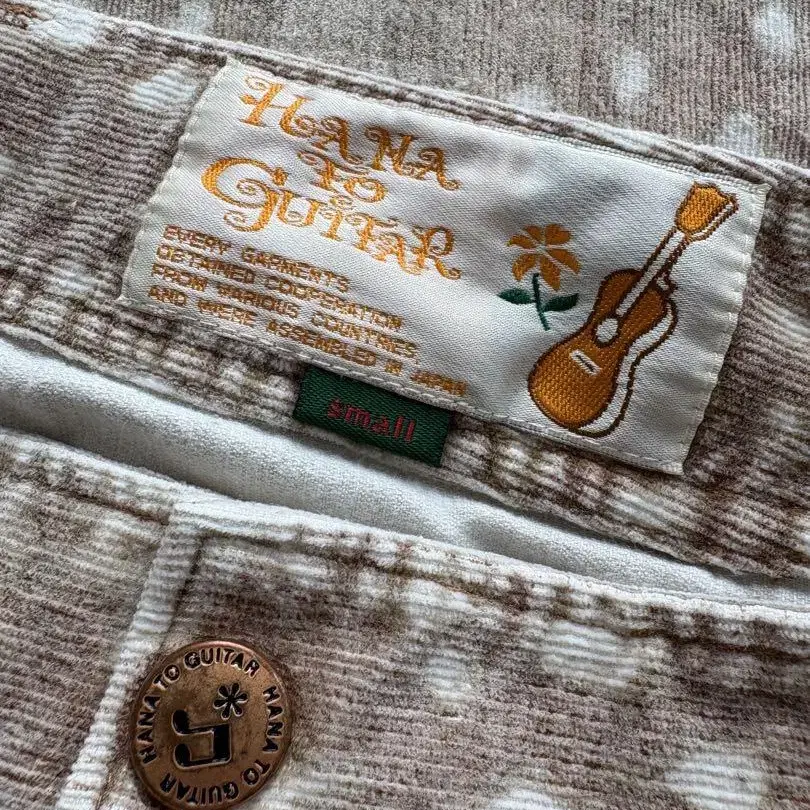 HANA
TO
GUITAR
EVERY GARMENTS
OBTAINED COOPERATION
FROM VARIOUS COUNTRIES,
AND WERE ASSEMBLED IN JAPAN
small
HANA TO GUITAR HANA TO GUITAR